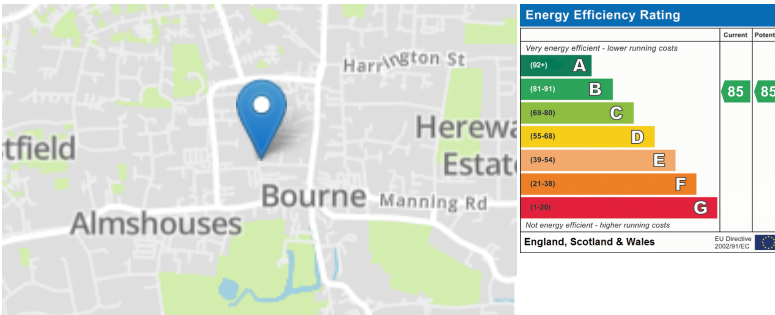 Harrington St
Herewa
Estat
tfield
Bourne
Manning Rd
Almshouses
Energy Efficiency Rating
Current
Potent
Very energy efficient - lower running costs
(92+) A
(81-91) B
85
85
(69-80) C
(55-68) D
(39-54) E
(21-38) F
(1-20) G
Not energy efficient - higher running costs
England, Scotland & Wales
EU Directive
2002/91/EC